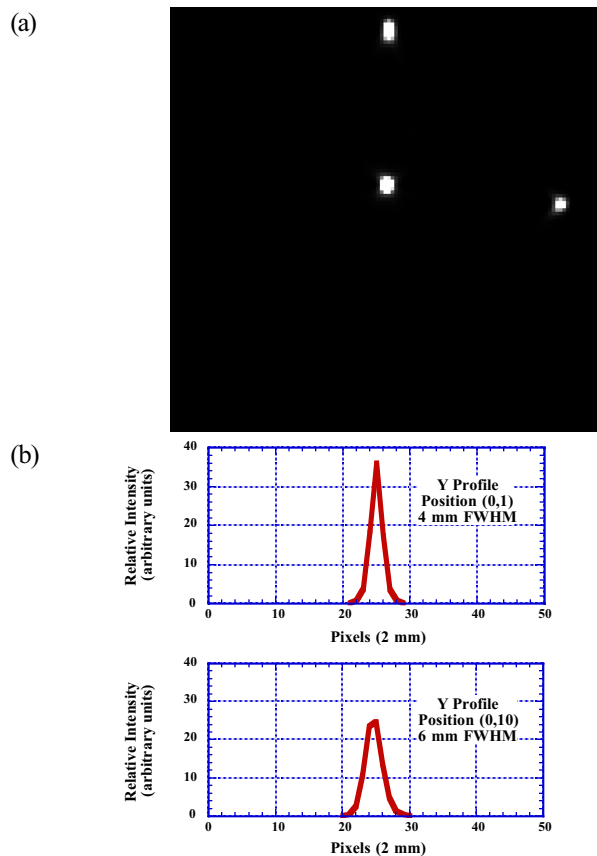 (a)
(b)
40
30
20
10
0
Relative Intensity
(arbitrary units)
Y Profile
Position (0,1)
4 mm FWHM
0
10
20
30
40
50
Pixels (2 mm)
40
30
20
10
0
Relative Intensity
(arbitrary units)
Y Profile
Position (0,10)
6 mm FWHM
0
10
20
30
40
50
Pixels (2 mm)